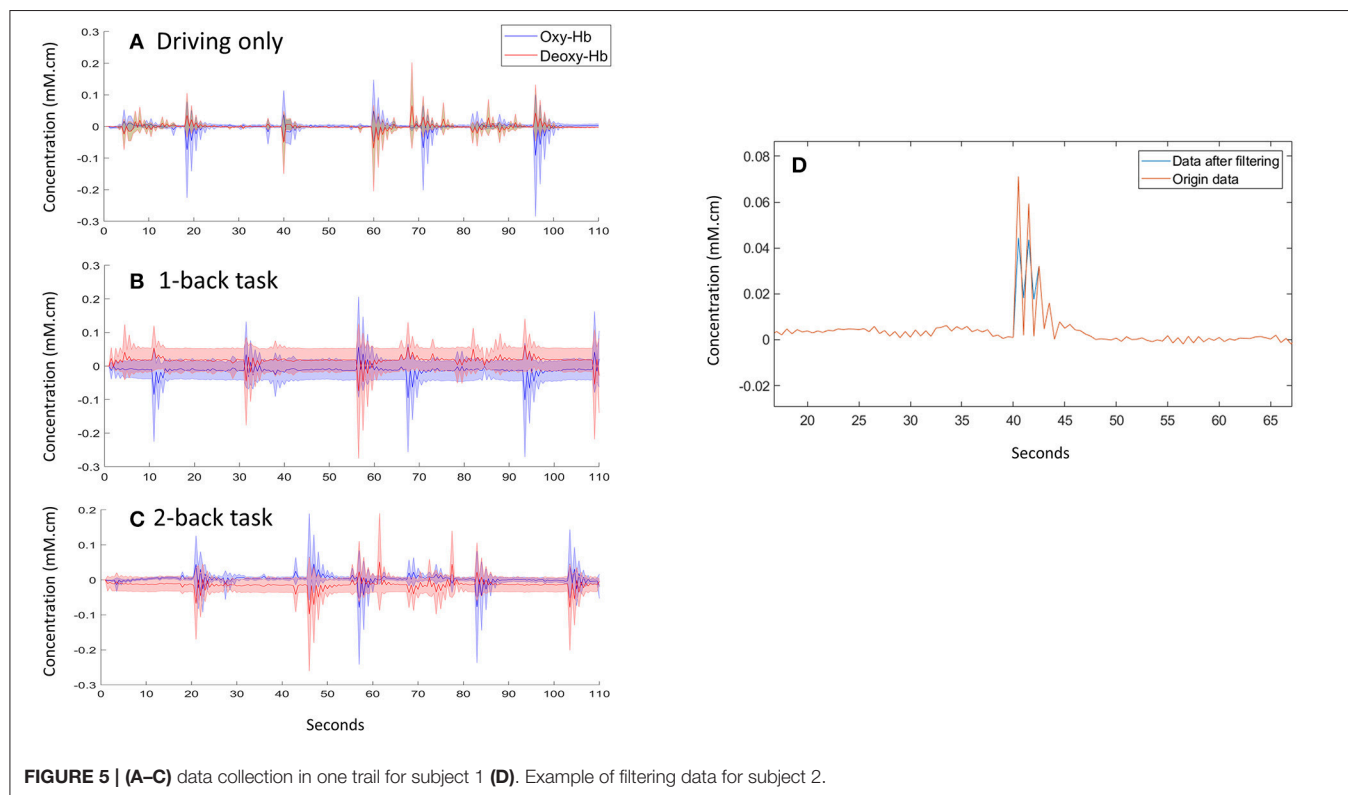 A Driving only
Oxy-Hb
Deoxy-Hb
Concentration (mM.cm)
0.3
0.2
0.1
0
-0.1
-0.2
-0.3
0 10 20 30 40 50 60 70 80 90 100 110
B 1-back task
Concentration (mM.cm)
0.3
0.2
0.1
0
-0.1
-0.2
-0.3
0 10 20 30 40 50 60 70 80 90 100 110
C 2-back task
Concentration (mM.cm)
0.2
0.1
0
-0.1
-0.2
-0.3
0 10 20 30 40 50 60 70 80 90 100 110
Seconds
D
Data after filtering
Origin data
Concentration (mM.cm)
0.08
0.06
0.04
0.02
0
-0.02
20 25 30 35 40 45 50 55 60 65
Seconds
FIGURE 5 | (A–C) data collection in one trail for subject 1 (D). Example of filtering data for subject 2.